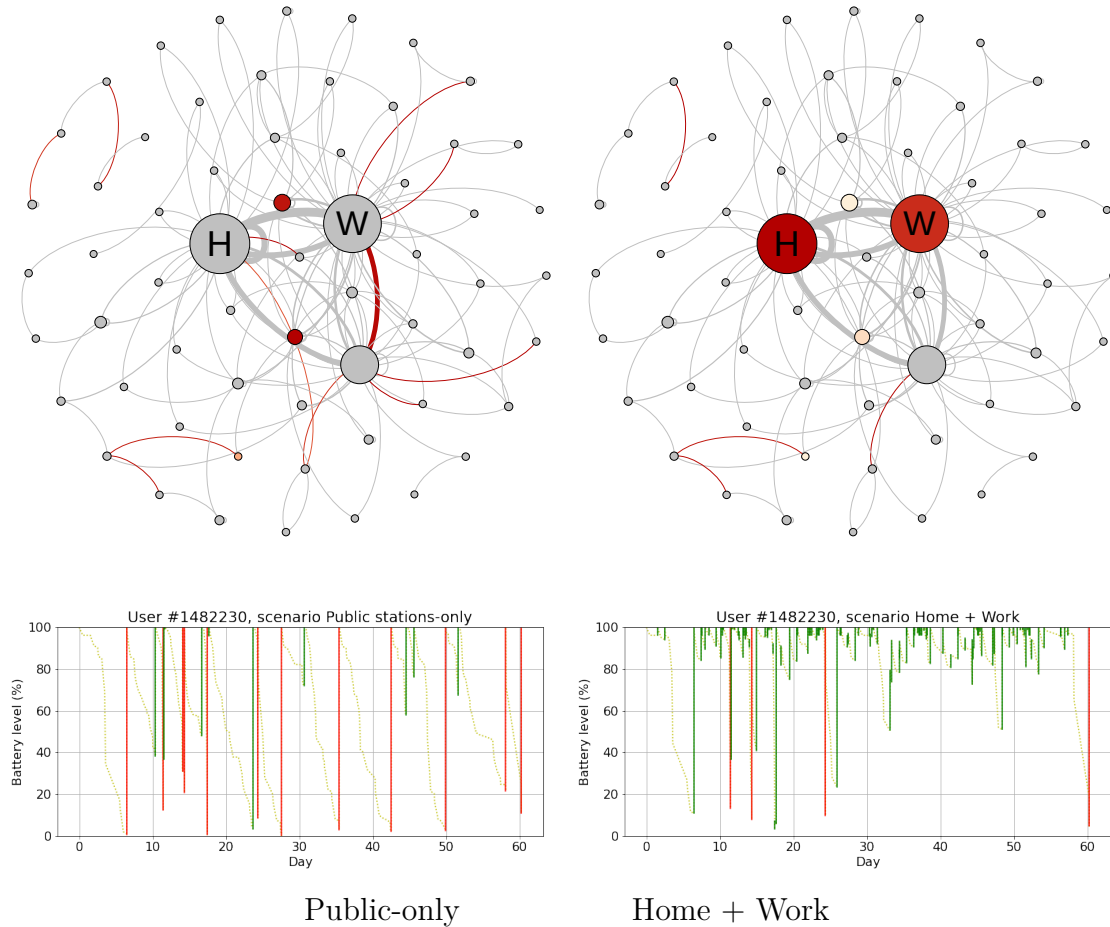 H
W
H
W
User #1482230, scenario Public stations-only
100
80
60
40
20
0
Battery level (%)
0 10 20 30 40 50 60
Day
User #1482230, scenario Home + Work
100
80
60
40
20
0
Battery level (%)
0 10 20 30 40 50 60
Day
Public-only
Home + Work